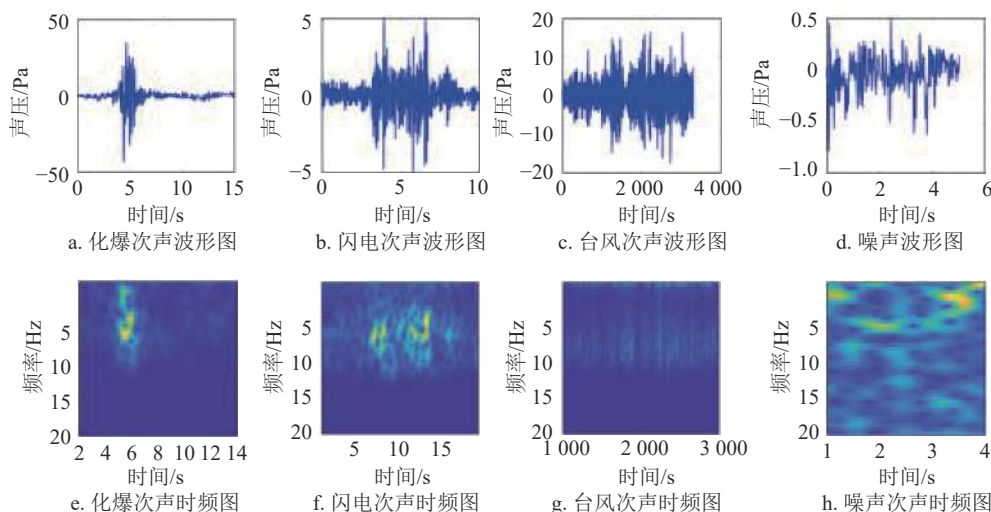 50
0
−50
声压/Pa
0 5 10 15
时间/s
a. 化爆次声波形图
5
0
−5
声压/Pa
0 5 10
时间/s
b. 闪电次声波形图
20
10
0
−10
−20
声压/Pa
0 2 000 4 000
时间/s
c. 台风次声波形图
0.5
0
−0.5
−1.0
声压/Pa
0 2 4 6
时间/s
d. 噪声波形图
5
10
15
20
频率/Hz
2 4 6 8 10 12 14
时间/s
e. 化爆次声时频图
5
10
15
20
频率/Hz
5 10 15
时间/s
f. 闪电次声时频图
5
10
15
20
频率/Hz
1 000 2 000 3 000
时间/s
g. 台风次声时频图
5
10
15
20
频率/Hz
1 2 3 4
时间/s
h. 噪声次声时频图